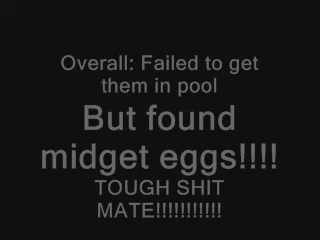 Overall: Failed to get
them in pool
But found
midget eggs!!!!
TOUGH SHIT
MATE!!!!!!!!!!!